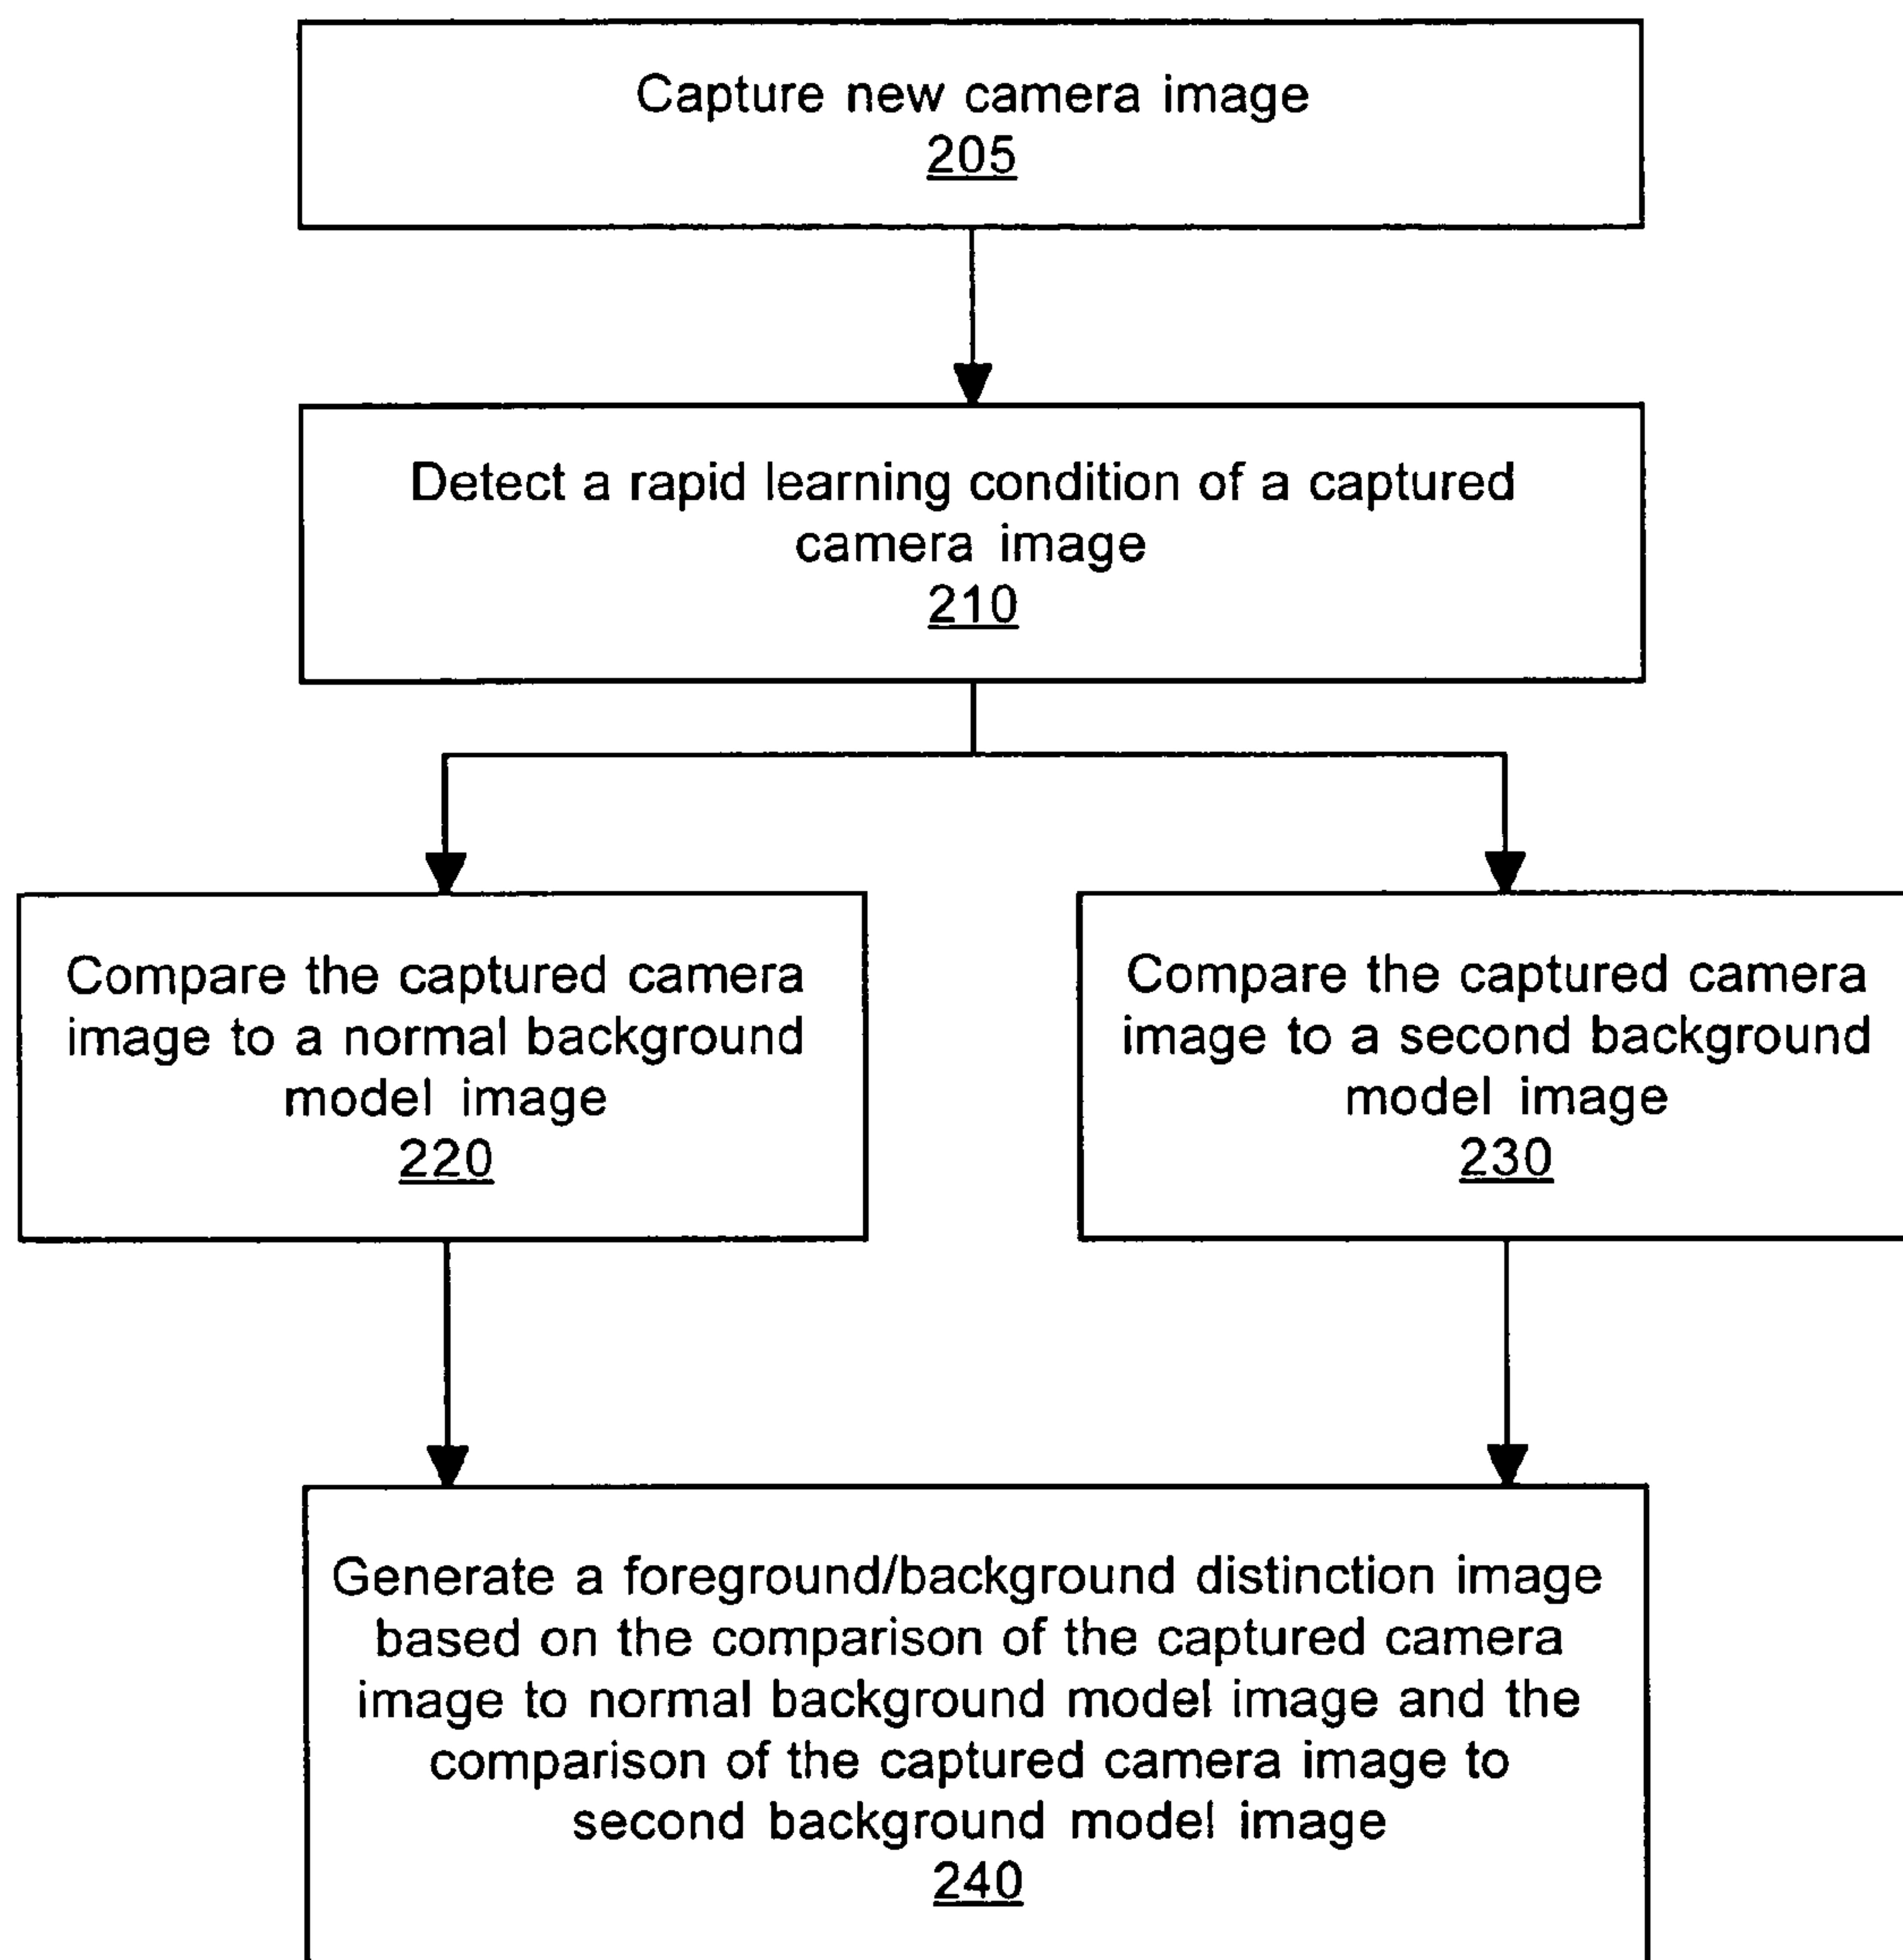 Capture new camera image
205
Detect a rapid learning condition of a captured
camera image
210
Compare the captured camera
image to a normal background
model image
220
Compare the captured camera
image to a second background
model image
230
Generate a foreground/background distinction image
based on the comparison of the captured camera
image to normal background model image and the
comparison of the captured camera image to
second background model image
240